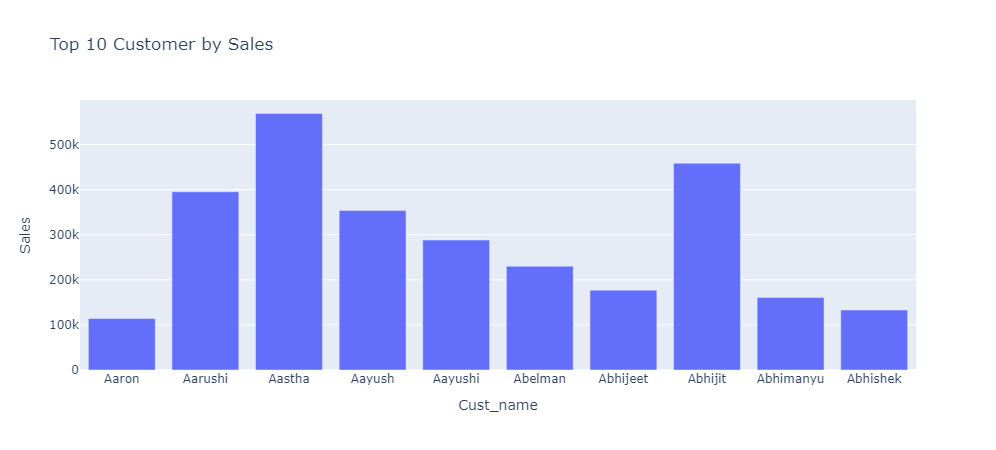 Top 10 Customer by Sales
500k
400k
300k
200k
100k
0
Sales
Aaron Aarushi Aastha Aayush Aayushi Abelman Abhijeet Abhijit Abhimanyu Abhishek
Cust_name